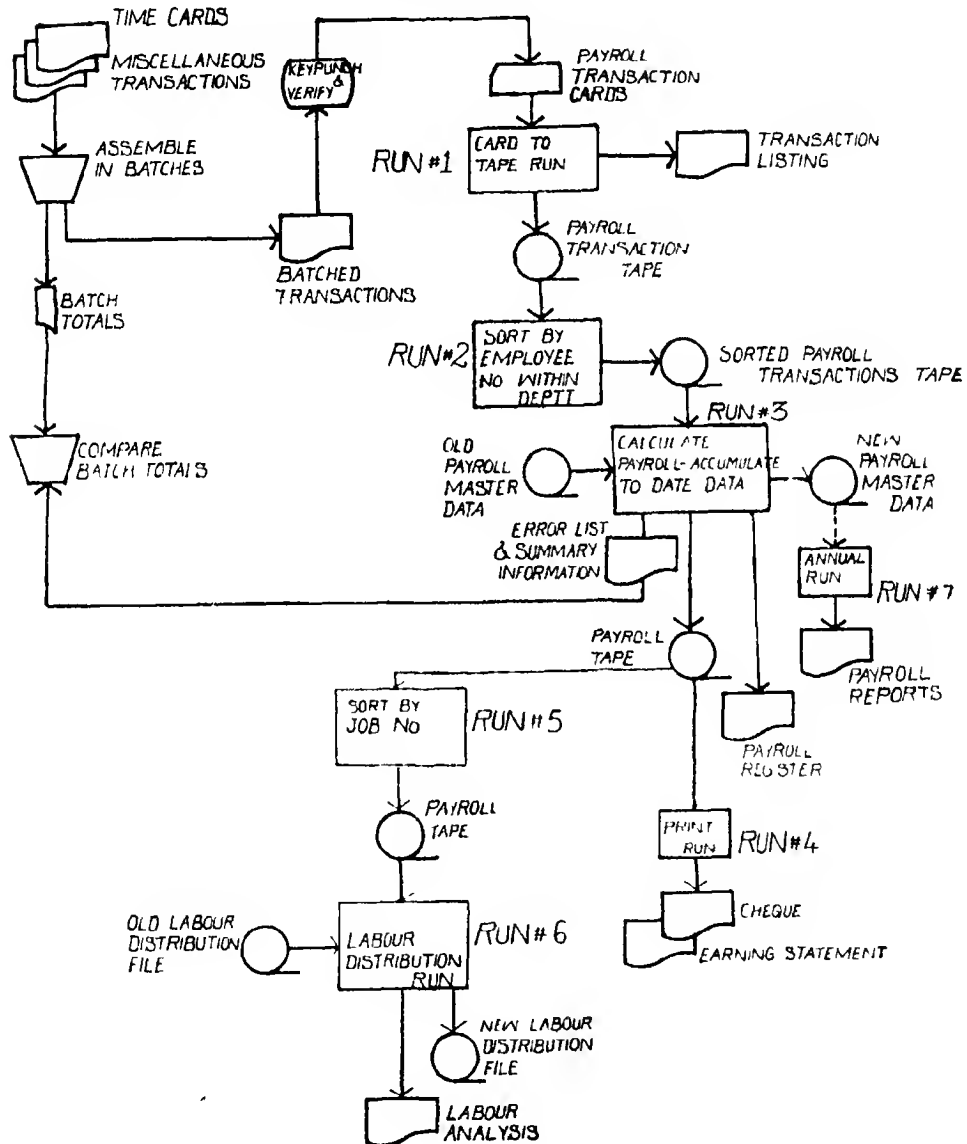 TIME CARDS
MISCELLANEOUS
TRANSACTIONS
ASSEMBLE
IN BATCHES
KEYPUNCH
&
VERIFY
PAYROLL
TRANSACTION
CARDS
RUN #1
CARD TO
TAPE RUN
TRANSACTION
LISTING
BATCHED
TRANSACTIONS
BATCH
TOTALS
PAYROLL
TRANSACTION
TAPE
RUN#2
SORT BY
EMPLOYEE
NO WITHIN
DEPTT
SORTED PAYROLL
TRANSACTIONS TAPE
RUN#3
COMPARE
BATCH TOTALS
OLD
PAYROLL
MASTER
DATA
CALCULATE
PAYROLL-ACCUMULATE
TO DATE DATA
NEW
PAYROLL
MASTER
DATA
ERROR LIST
& SUMMARY
INFORMATION
ANNUAL
RUN
RUN #7
PAYROLL
REPORTS
PAYROLL
TAPE
SORT BY
JOB NO
RUN #5
PAYROLL
REGISTER
PAYROLL
TAPE
PRINT
RUN
RUN#4
CHEQUE
EARNING STATEMENT
OLD LABOUR
DISTRIBUTION
FILE
LABOUR
DISTRIBUTION
RUN
RUN# 6
NEW LABOUR
DISTRIBUTION
FILE
LABOUR
ANALYSIS